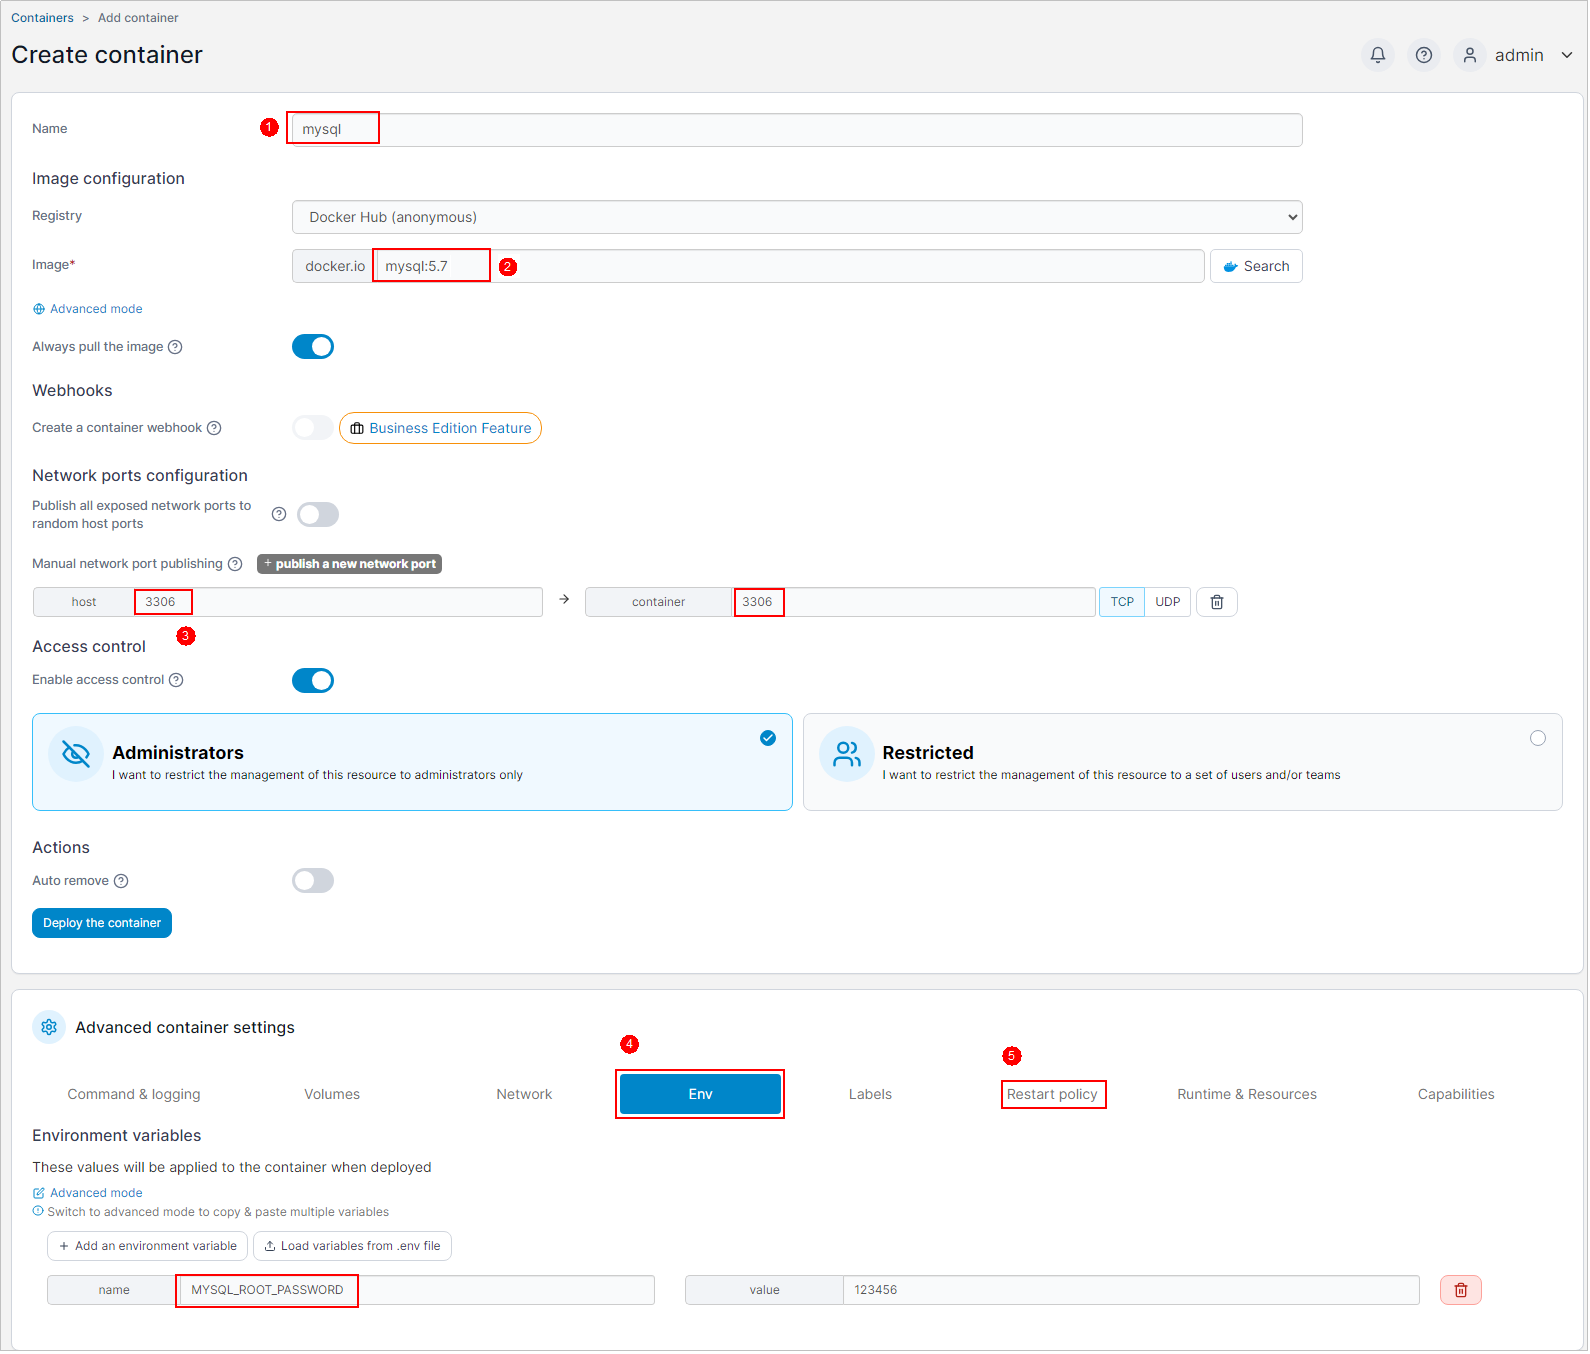 Containers > Add container
Create container
admin
Name
1
mysql
Image configuration
Registry
Docker Hub (anonymous)
Image*
docker.io
mysql:5.7
2
Search
Advanced mode
Always pull the image
Webhooks
Create a container webhook
Business Edition Feature
Network ports configuration
Publish all exposed network ports to
random host ports
Manual network port publishing
+ publish a new network port
host
3306
→
container
3306
TCP
UDP
3
Access control
Enable access control
Administrators
I want to restrict the management of this resource to administrators only
Restricted
I want to restrict the management of this resource to a set of users and/or teams
Actions
Auto remove
Deploy the container
Advanced container settings
4
5
Command & logging
Volumes
Network
Env
Labels
Restart policy
Runtime & Resources
Capabilities
Environment variables
These values will be applied to the container when deployed
Advanced mode
Switch to advanced mode to copy & paste multiple variables
+ Add an environment variable
Load variables from .env file
name
MYSQL_ROOT_PASSWORD
value
123456